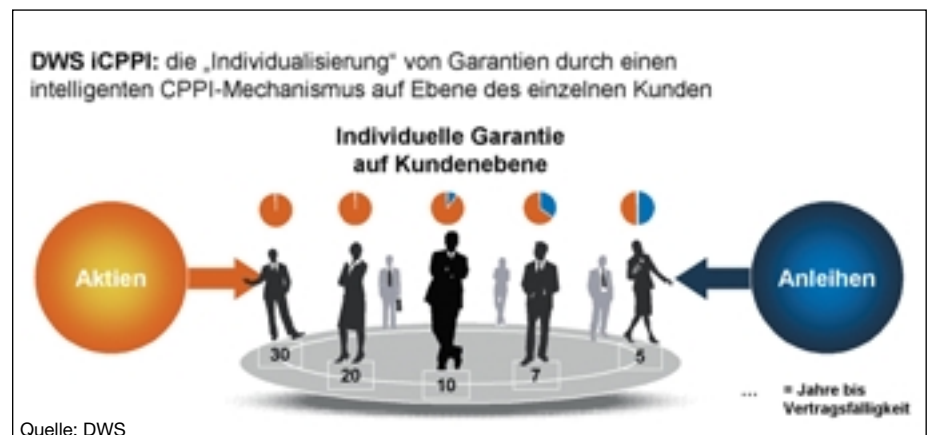 DWS iCPPI: die „Individualisierung“ von Garantien durch einen
intelligenten CPPI-Mechanismus auf Ebene des einzelnen Kunden
Individuelle Garantie
auf Kundenebene
Aktien
Anleihen
30
20
10
7
5
... = Jahre bis
Vertragsfälligkeit
Quelle: DWS